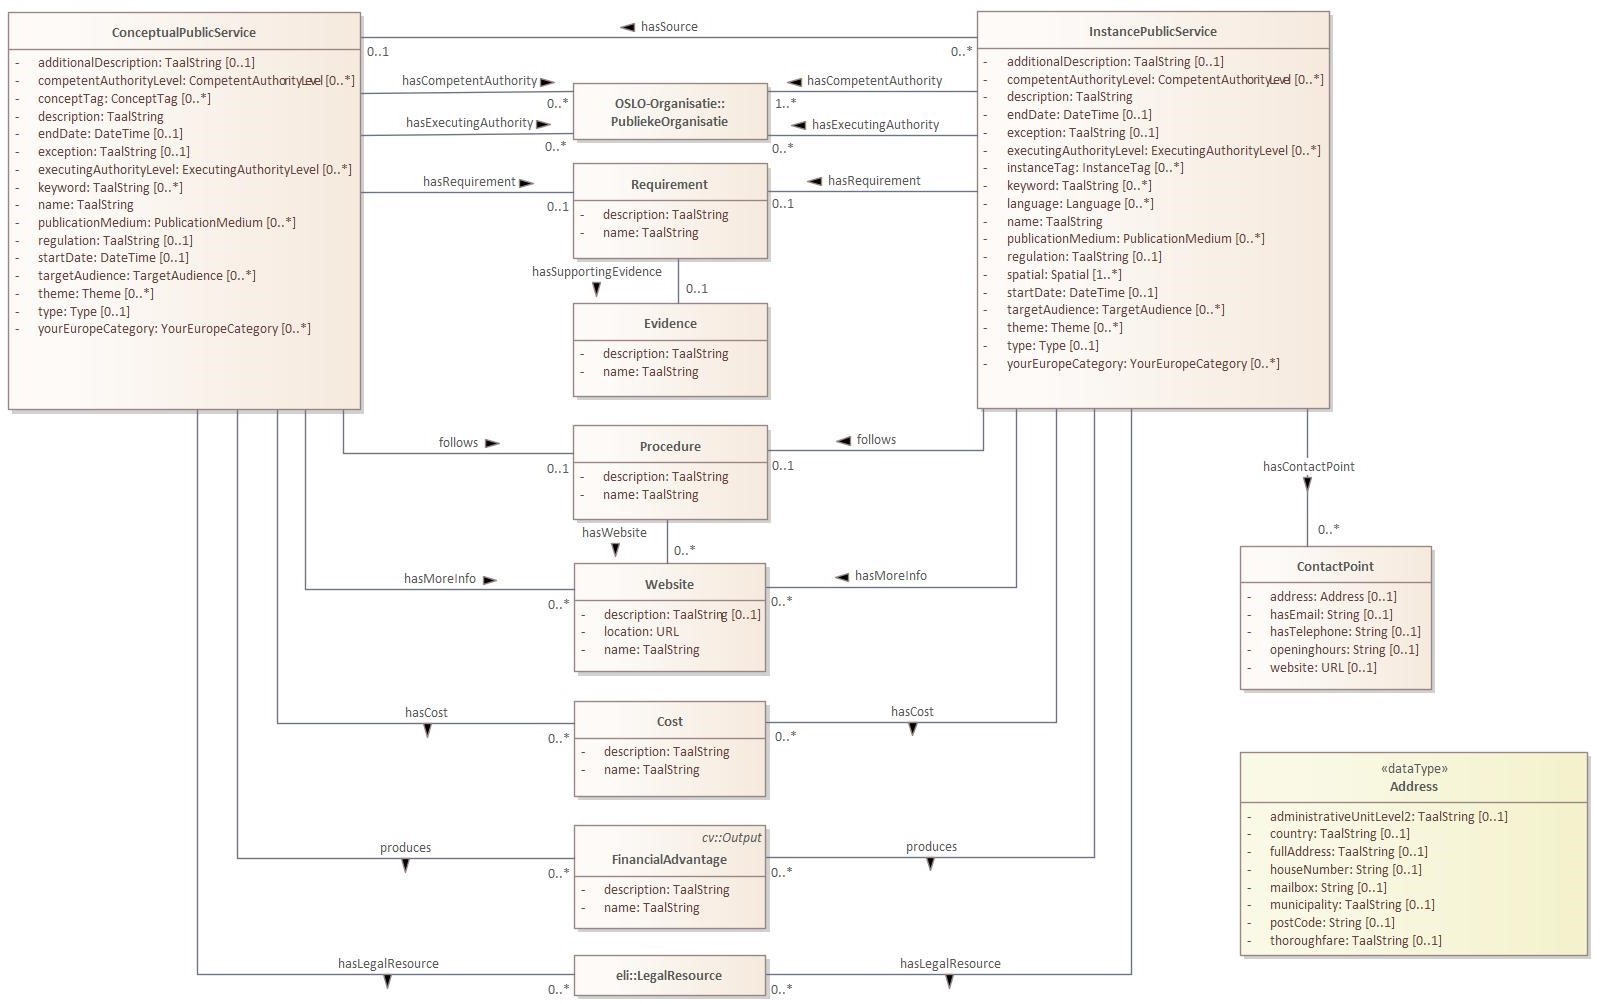 ConceptualPublicService
- additionalDescription: TaalString [0..1]
- competentAuthorityLevel: CompetentAuthorityLevel [0..*]
- conceptTag: ConceptTag [0..*]
- description: TaalString
- endDate: DateTime [0..1]
- exception: TaalString [0..1]
- executingAuthorityLevel: ExecutingAuthorityLevel [0..*]
- keyword: TaalString [0..*]
- name: TaalString
- publicationMedium: PublicationMedium [0..*]
- regulation: TaalString [0..1]
- startDate: DateTime [0..1]
- targetAudience: TargetAudience [0..*]
- theme: Theme [0..*]
- type: Type [0..1]
- yourEuropeCategory: YourEuropeCategory [0..*]
hasSource
0..1
0..*
hasCompetentAuthority
0..*
hasExecutingAuthority
0..*
OSLO-Organisatie::
PubliekeOrganisatie
hasCompetentAuthority
1..*
hasExecutingAuthority
0..*
hasRequirement
0..1
Requirement
- description: TaalString
- name: TaalString
hasRequirement
0..1
hasSupportingEvidence
0..1
Evidence
- description: TaalString
- name: TaalString
InstancePublicService
- additionalDescription: TaalString [0..1]
- competentAuthorityLevel: CompetentAuthorityLevel [0..*]
- description: TaalString
- endDate: DateTime [0..1]
- exception: TaalString [0..1]
- executingAuthorityLevel: ExecutingAuthorityLevel [0..*]
- instanceTag: InstanceTag [0..*]
- keyword: TaalString [0..*]
- language: Language [0..*]
- name: TaalString
- publicationMedium: PublicationMedium [0..*]
- regulation: TaalString [0..1]
- spatial: Spatial [1..*]
- startDate: DateTime [0..1]
- targetAudience: TargetAudience [0..*]
- theme: Theme [0..*]
- type: Type [0..1]
- yourEuropeCategory: YourEuropeCategory [0..*]
follows
0..1
Procedure
- description: TaalString
- name: TaalString
follows
0..1
hasWebsite
0..*
hasMoreInfo
0..*
Website
- description: TaalString [0..1]
- location: URL
- name: TaalString
hasMoreInfo
0..*
hasCost
0..*
Cost
- description: TaalString
- name: TaalString
hasCost
0..*
produces
0..*
cv::Output
FinancialAdvantage
- description: TaalString
- name: TaalString
produces
0..*
hasLegalResource
0..*
eli::LegalResource
hasLegalResource
0..*
hasContactPoint
0..*
ContactPoint
- address: Address [0..1]
- hasEmail: String [0..1]
- hasTelephone: String [0..1]
- openinghours: String [0..1]
- website: URL [0..1]
«dataType»
Address
- administrativeUnitLevel2: TaalString [0..1]
- country: TaalString [0..1]
- fullAddress: TaalString [0..1]
- houseNumber: String [0..1]
- mailbox: String [0..1]
- municipality: TaalString [0..1]
- postCode: String [0..1]
- thoroughfare: TaalString [0..1]